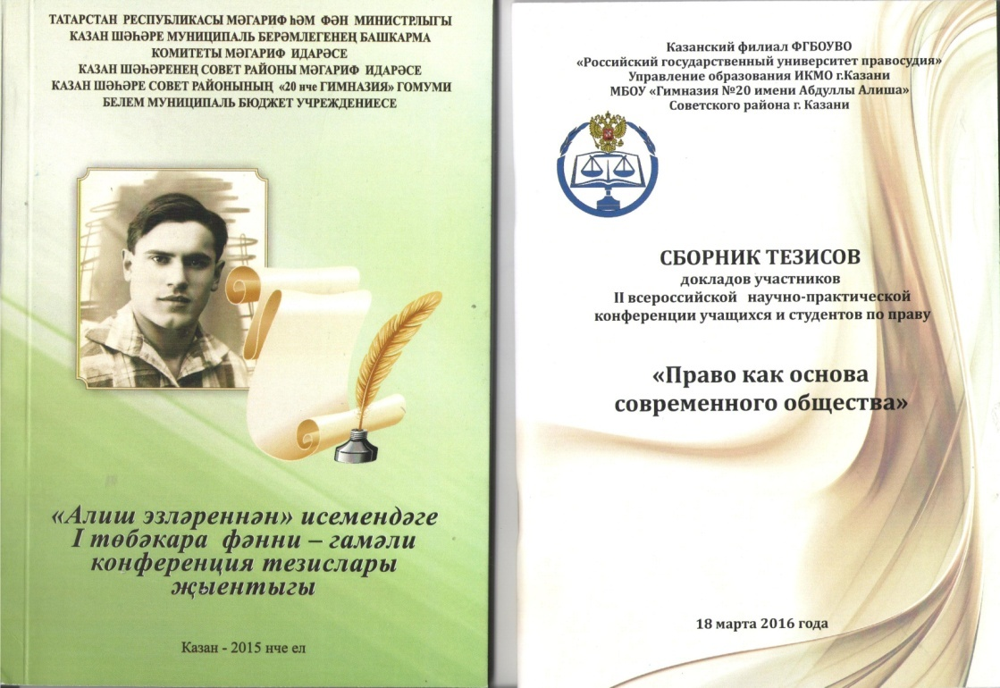 ТАТАРСТАН РЕСПУБЛИКАСЫ МӘГАРИФ һӘМ ФӘН МИНИСТРЛЫГЫ
КАЗАН ШӘҺӘРЕ МУНИЦИПАЛЬ БЕРӘМЛЕГЕНЕҢ БАШКАРМА
КОМИТЕТЫ МӘГАРИФ ИДАРӘСЕ
КАЗАН ШӘҺӘРЕНЕҢ СОВЕТ РАЙОНЫ МӘГАРИФ ИДАРӘСЕ
КАЗАН ШӘҺӘРЕ СОВЕТ РАЙОНЫНЫҢ «20 нче ГИМНАЗИЯ» ГОМУМИ
БЕЛЕМ МУНИЦИПАЛЬ БЮДЖЕТ УЧРЕЖДЕНИЕСЕ
«Алиш эзләреннән» исемендәге
I төбәкара фәнни – гамәли
конференция тезислары
җыентыгы
Казан - 2015 нче ел
Казанский филиал ФГБОУВО
«Российский государственный университет правосудия»
Управление образования ИКМО г.Казани
МБОУ «Гимназия №20 имени Абдуллы Алиша»
Советского района г. Казани
СБОРНИК ТЕЗИСОВ
докладов участников
II всероссийской научно-практической
конференции учащихся и студентов по праву
«Право как основа
современного общества»
18 марта 2016 года